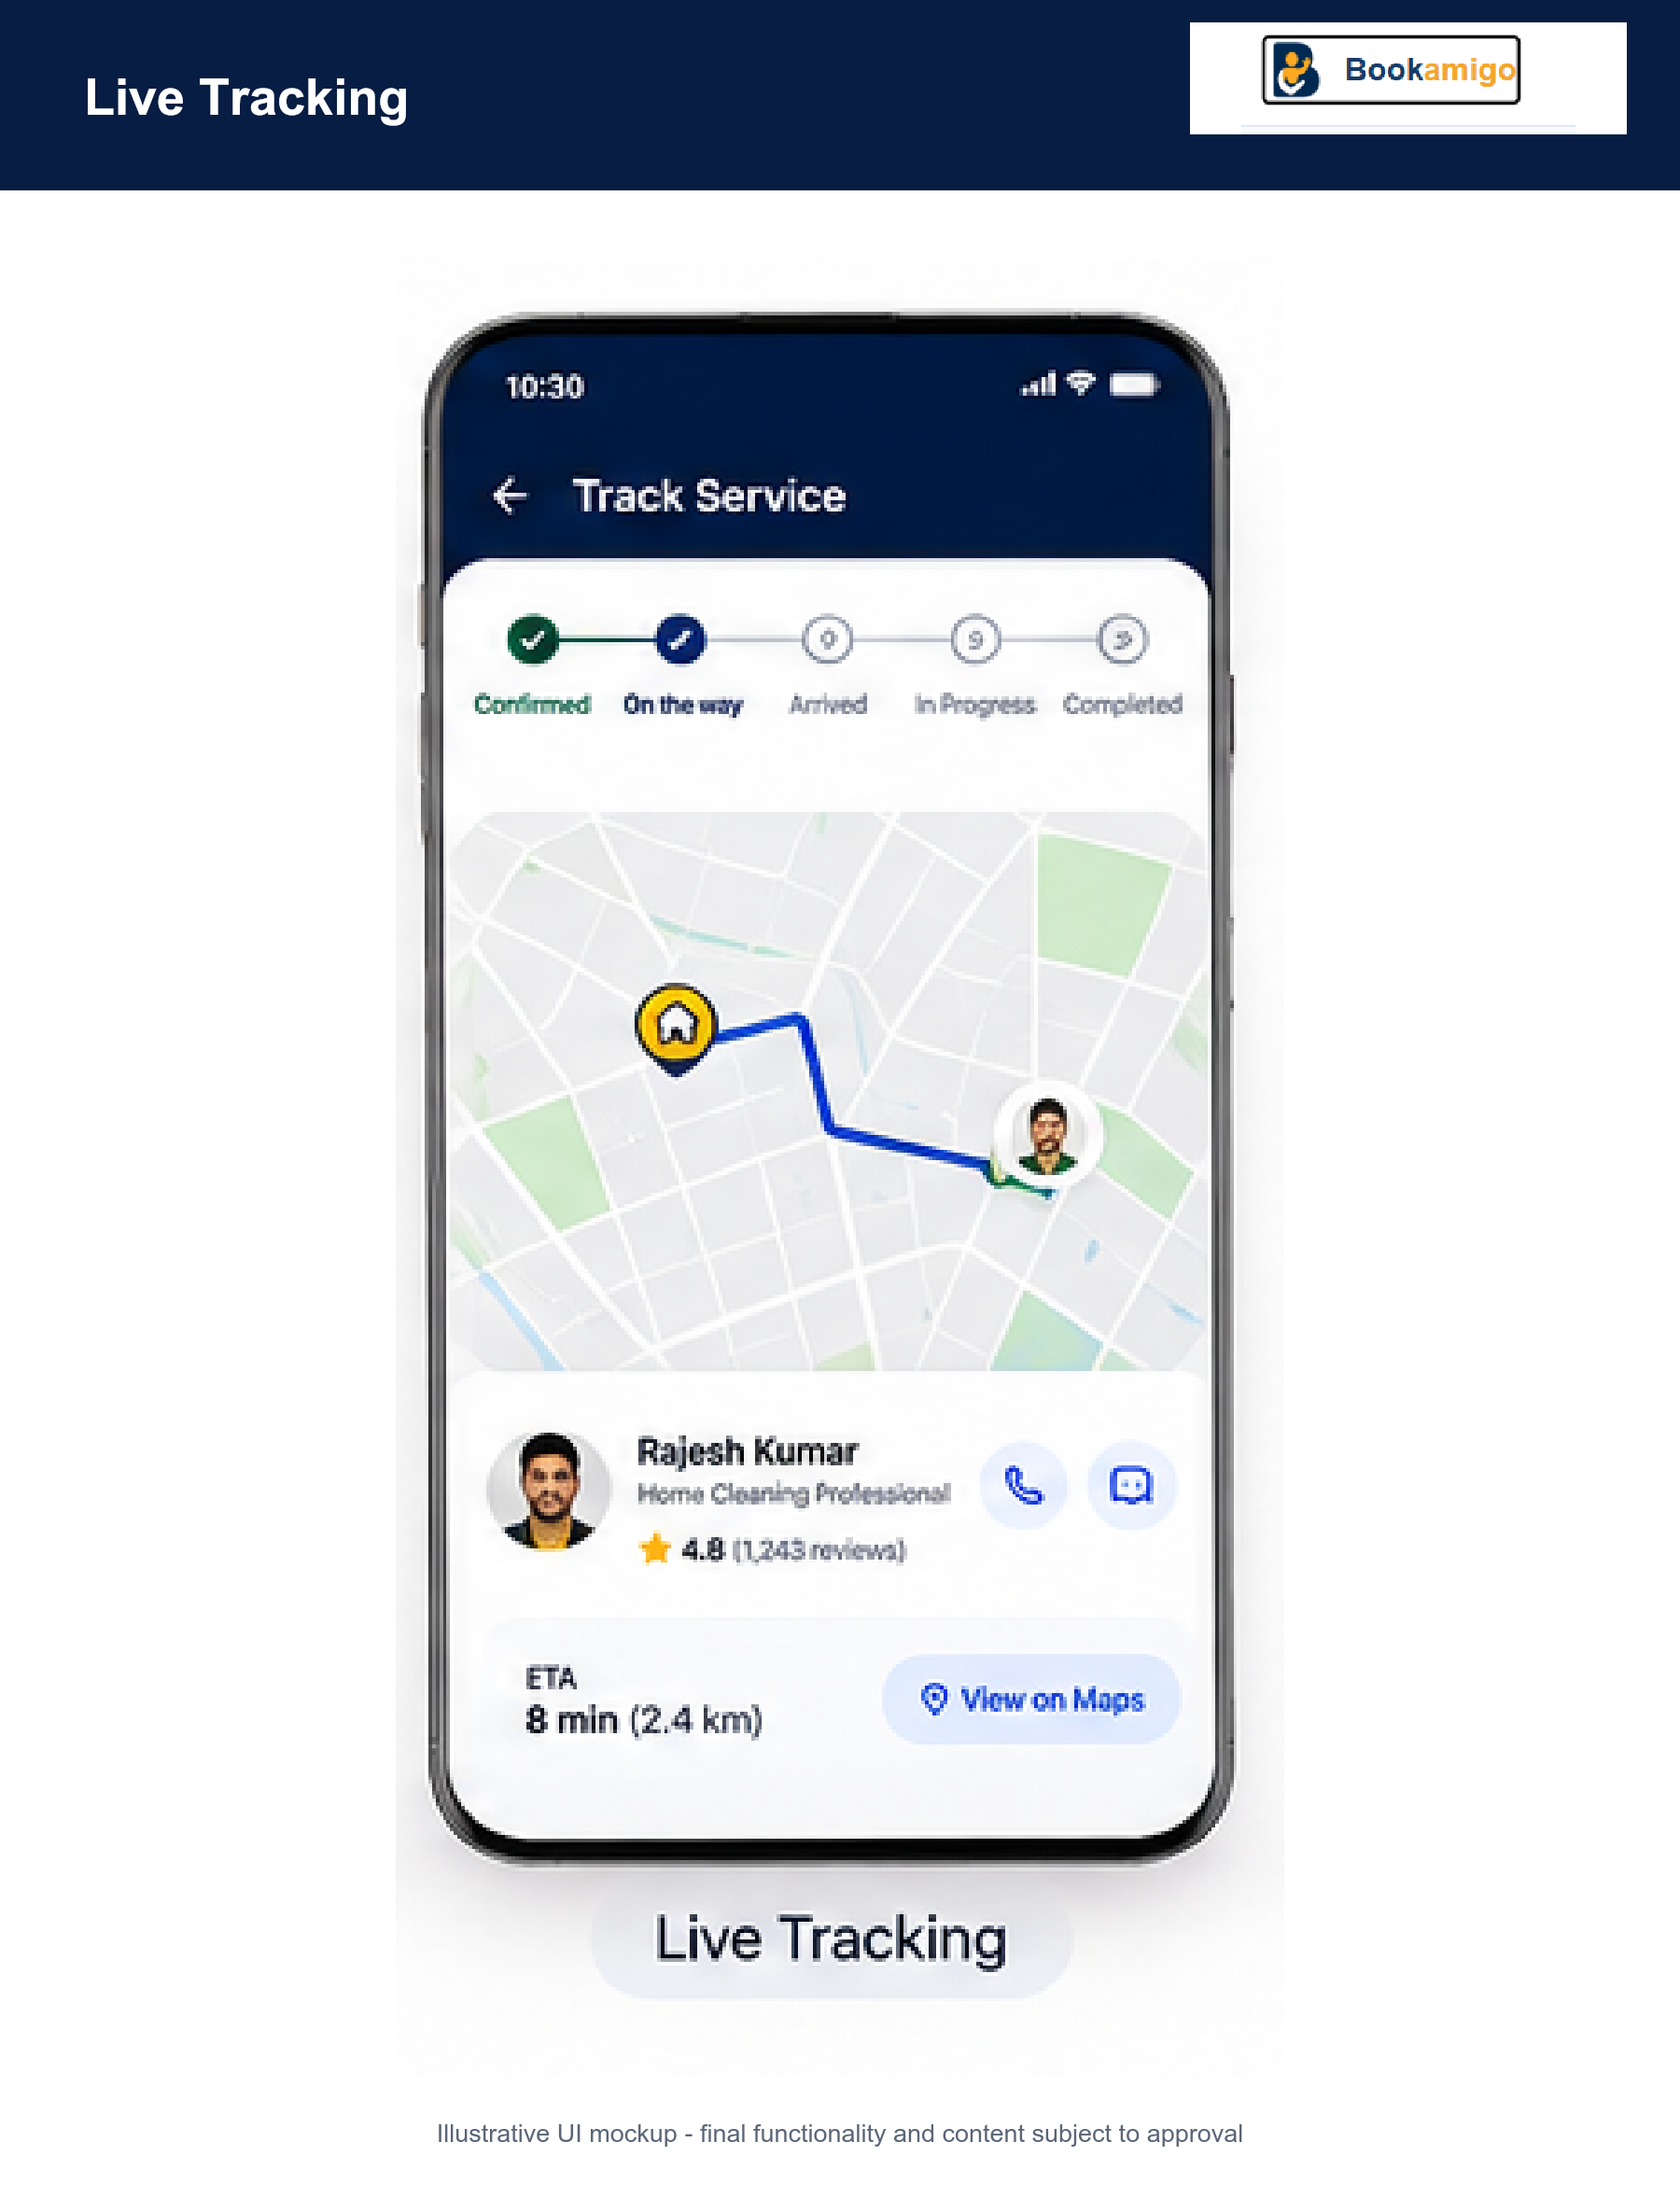 Live Tracking
Bookamigo
10:30
Track Service
Confirmed
On the way
Arrived
In Progress
Completed
Rajesh Kumar
Home Cleaning Professional
4.8 (1,243 reviews)
ETA
8 min (2.4 km)
View on Maps
Live Tracking
Illustrative UI mockup - final functionality and content subject to approval